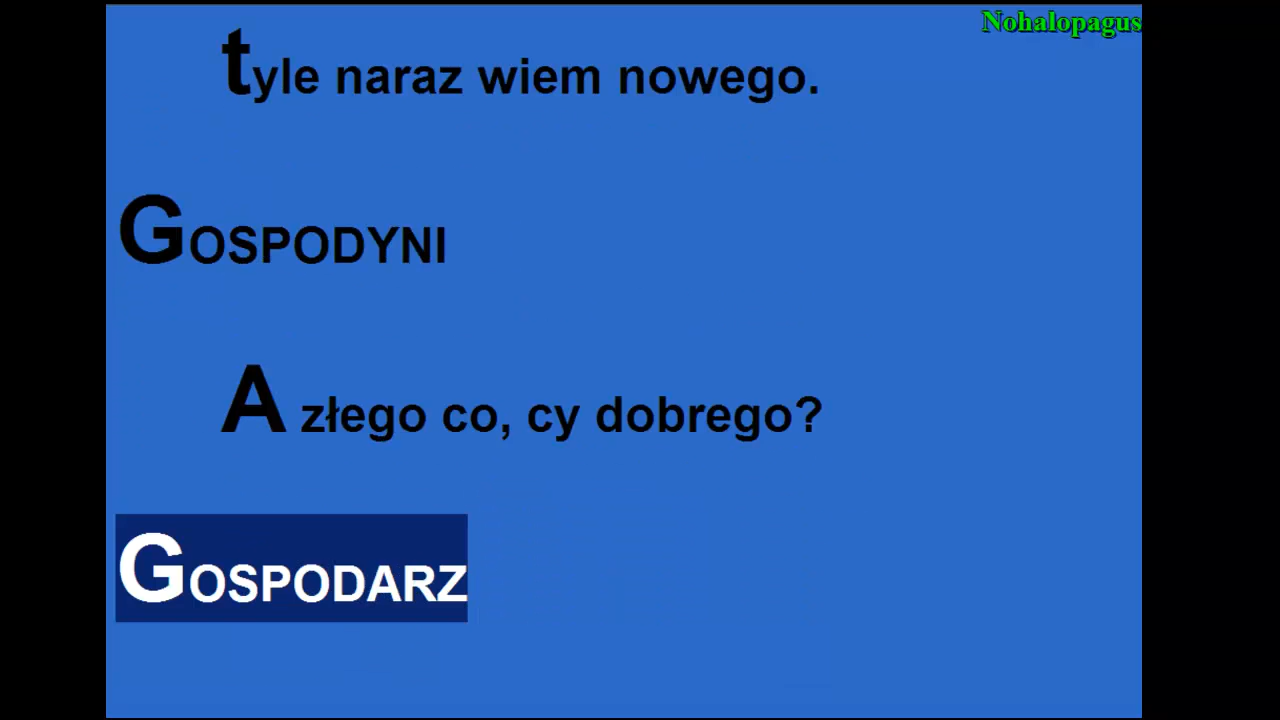 Nohalopagus
tyle naraz wiem nowego.
GOSPODYNI
A złego co, cy dobrego?
GOSPODARZ